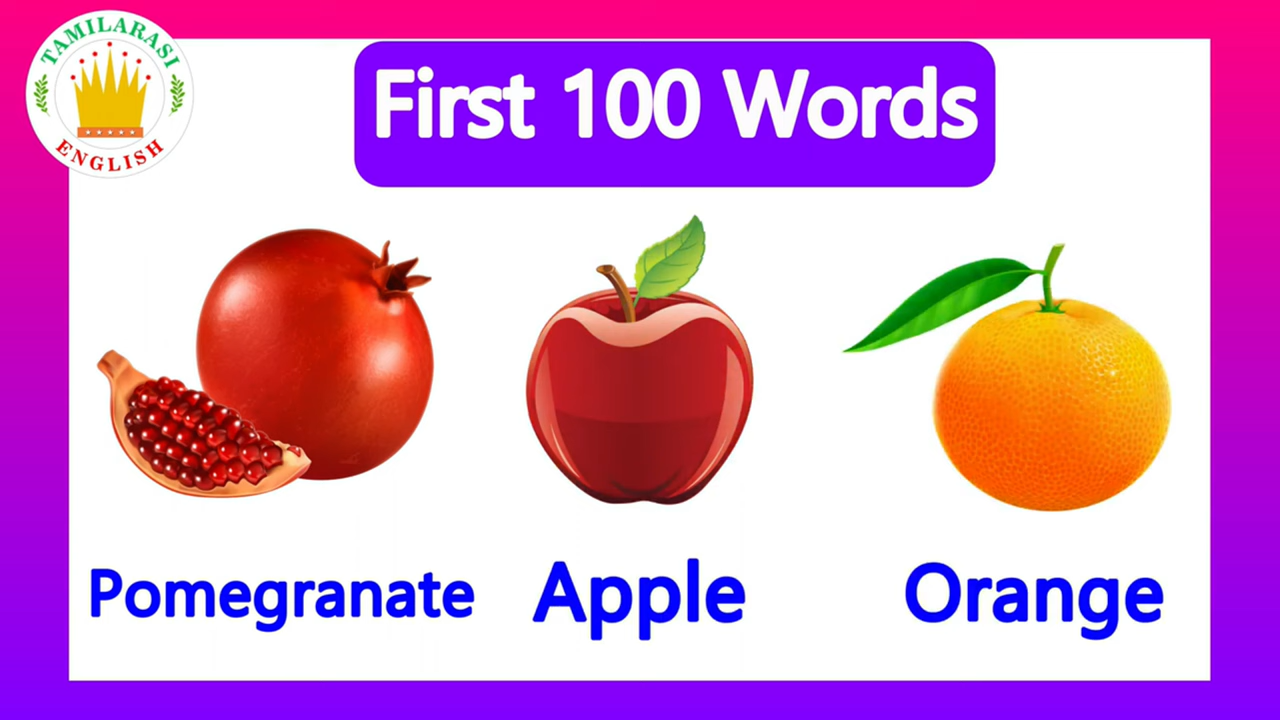 TAMILARASI
ENGLISH
First 100 Words
Pomegranate
Apple
Orange